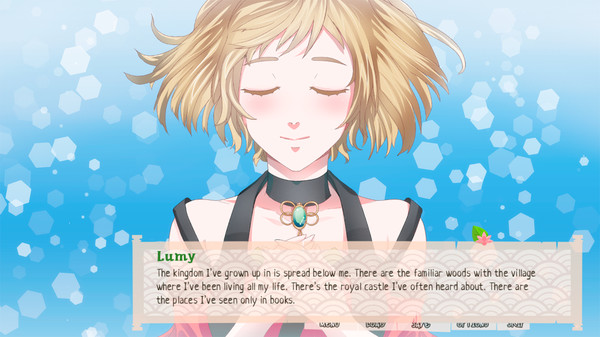 Lumy
The kingdom I've grown up in is spread below me. There are the familiar woods with the village
where I've been living all my life. There's the royal castle I've often heard about. There are
the places I've seen only in books.